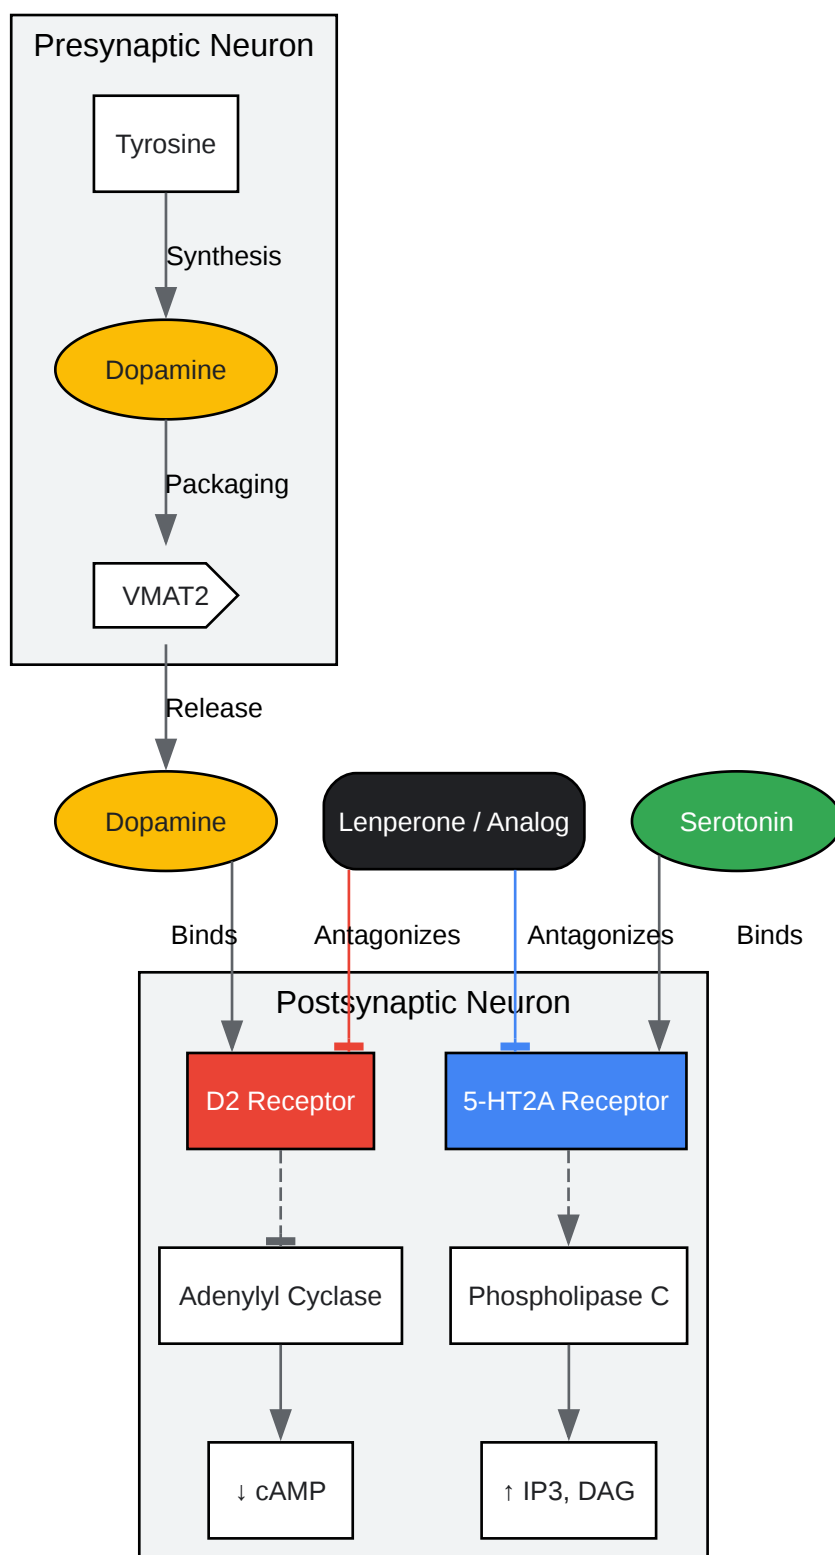 Presynaptic Neuron
Tyrosine
Synthesis
Dopamine
Packaging
VMAT2
Release
Dopamine
Lenperone / Analog
Serotonin
Binds
Antagonizes
Antagonizes
Binds
Postsynaptic Neuron
D2 Receptor
5-HT2A Receptor
Adenylyl Cyclase
Phospholipase C
↓ cAMP
↑ IP3, DAG